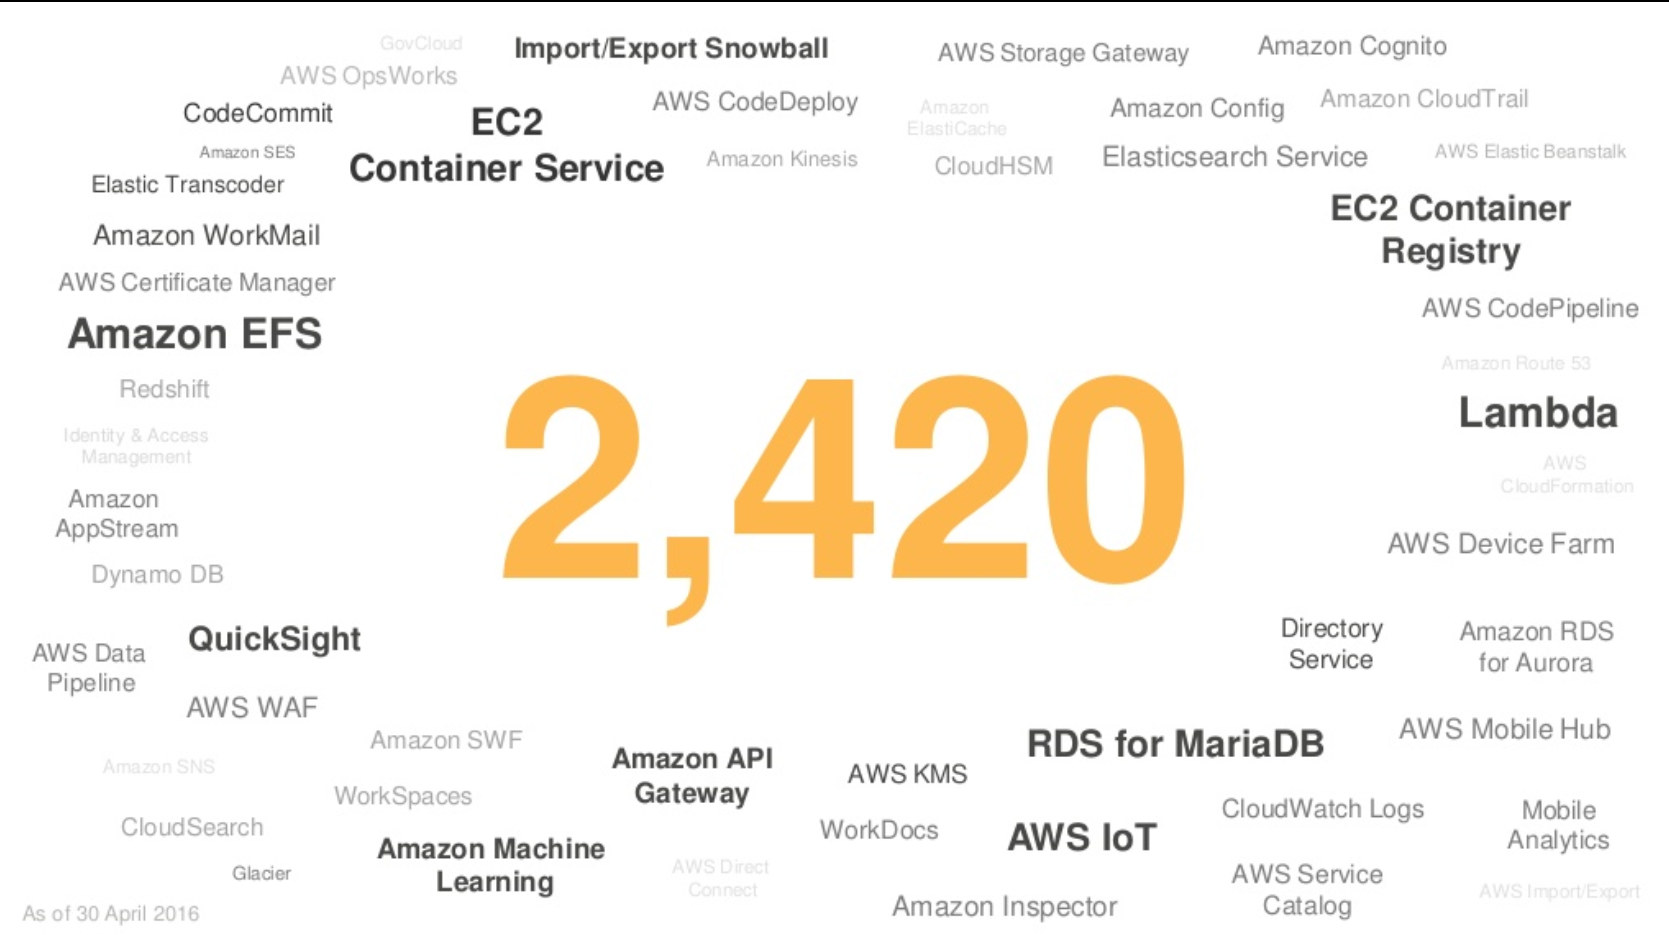 GovCloud
Import/Export Snowball
AWS Storage Gateway
Amazon Cognito
AWS OpsWorks
CodeCommit
EC2
Container Service
AWS CodeDeploy
Amazon
ElastiCache
Amazon Config
Amazon CloudTrail
Amazon SES
Amazon Kinesis
CloudHSM
Elasticsearch Service
AWS Elastic Beanstalk
Elastic Transcoder
EC2 Container
Registry
Amazon WorkMail
AWS Certificate Manager
AWS CodePipeline
Amazon EFS
Amazon Route 53
Redshift
Lambda
Identity & Access
Management
AWS
CloudFormation
2,420
Amazon
AppStream
AWS Device Farm
Dynamo DB
QuickSight
Directory
Service
Amazon RDS
for Aurora
AWS Data
Pipeline
AWS WAF
Amazon SWF
RDS for MariaDB
AWS Mobile Hub
Amazon SNS
Amazon API
Gateway
AWS KMS
WorkSpaces
CloudWatch Logs
Mobile
Analytics
CloudSearch
WorkDocs
AWS IoT
Amazon Machine
Learning
Glacier
AWS Direct
Connect
AWS Service
Catalog
AWS Import/Export
Amazon Inspector
As of 30 April 2016